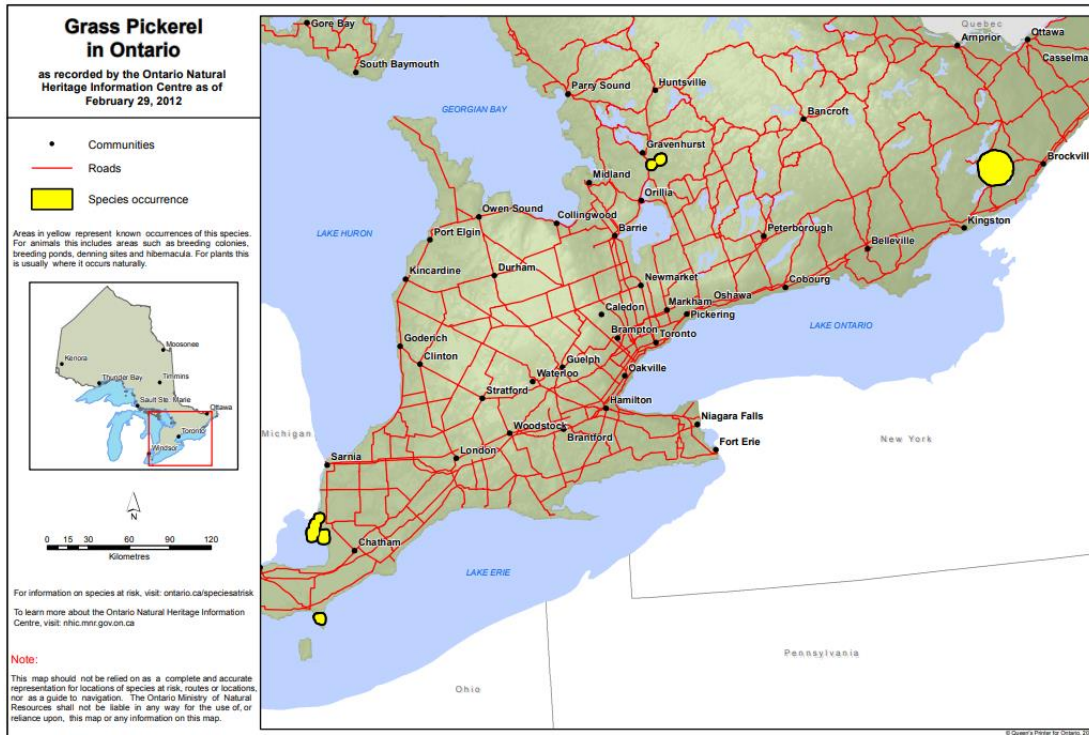 Grass Pickerel
in Ontario
as recorded by the Ontario Natural
Heritage Information Centre as of
February 29, 2012
Communities
Roads
Species occurrence
Areas in yellow represent known occurrences of this species.
For animals this includes areas such as breeding colonies,
breeding ponds, denning sites and hibernacula. For plants this
is usually where it occurs naturally.
Moosonee
Kenora
Thunder Bay
Timmins
Sault Ste. Marie
Ottawa
Toronto
Windsor
N
0 15 30 60 90 120
Kilometres
For information on species at risk, visit: ontario.ca/speciesatrisk
To learn more about the Ontario Natural Heritage Information
Centre, visit: nhic.mnr.gov.on.ca
Note:
This map should not be relied on as a complete and accurate
representation for locations of species at risk, routes or locations,
nor as a guide to navigation. The Ontario Ministry of Natural
Resources shall not be liable in any way for the use of, or
reliance upon, this map or any information on this map.
Gore Bay
Quebec
Ottawa
Arnprior
Casselma
South Baymouth
Parry Sound
Huntsville
GEORGIAN BAY
Bancroft
Gravenhurst
Brockville
Midland
Orillia
Owen Sound
Collingwood
Kingston
LAKE HURON
Port Elgin
Barrie
Peterborough
Belleville
Kincardine
Durham
Newmarket
Cobourg
Oshawa
Caledon
Markham
Pickering
LAKE ONTARIO
Goderich
Brampton
Toronto
Clinton
Guelph
Waterloo
Oakville
Stratford
Hamilton
Niagara Falls
Michigan
Woodstock
Brantford
New York
Fort Erie
London
Sarnia
Chatham
LAKE ERIE
Pennsylvania
Ohio
© Queen's Printer for Ontario, 20